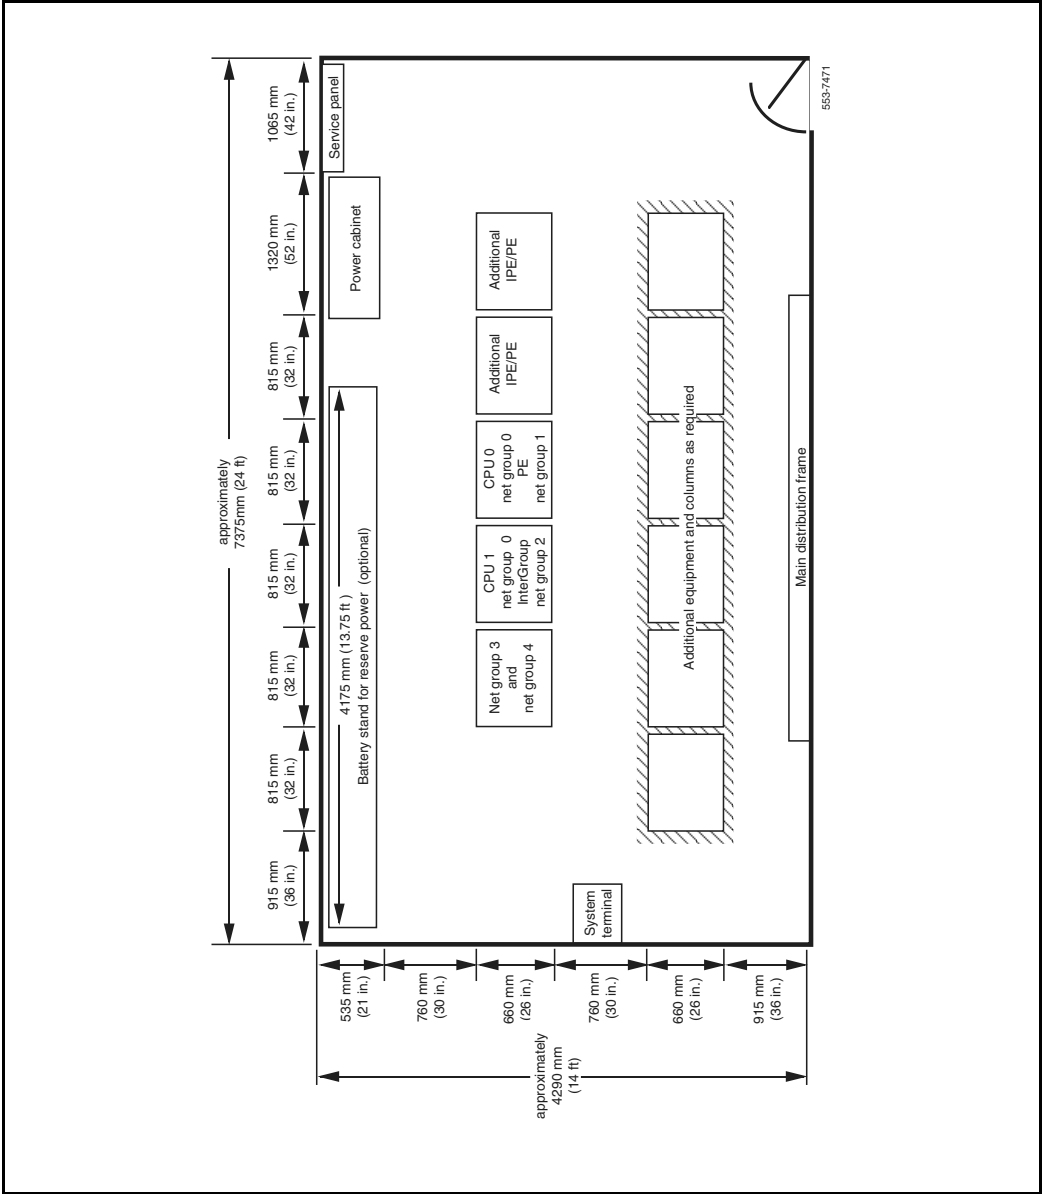 approximately
7375mm (24 ft)
915 mm
(36 in.)
815 mm
(32 in.)
815 mm
(32 in.)
815 mm
(32 in.)
815 mm
(32 in.)
815 mm
(32 in.)
1320 mm
(52 in.)
1065 mm
(42 in.)
4175 mm (13.75 ft )
Battery stand for reserve power (optional)
Power cabinet
Service panel
535 mm
(21 in.)
760 mm
(30 in.)
660 mm
(26 in.)
760 mm
(30 in.)
660 mm
(26 in.)
915 mm
(36 in.)
approximately
4290 mm
(14 ft)
Net group 3
and
net group 4
CPU 1
net group 0
InterGroup
net group 2
CPU 0
net group 0
PE
net group 1
Additional
IPE/PE
Additional
IPE/PE
System
terminal
Additional equipment and columns as required
Main distribution frame
553-7471